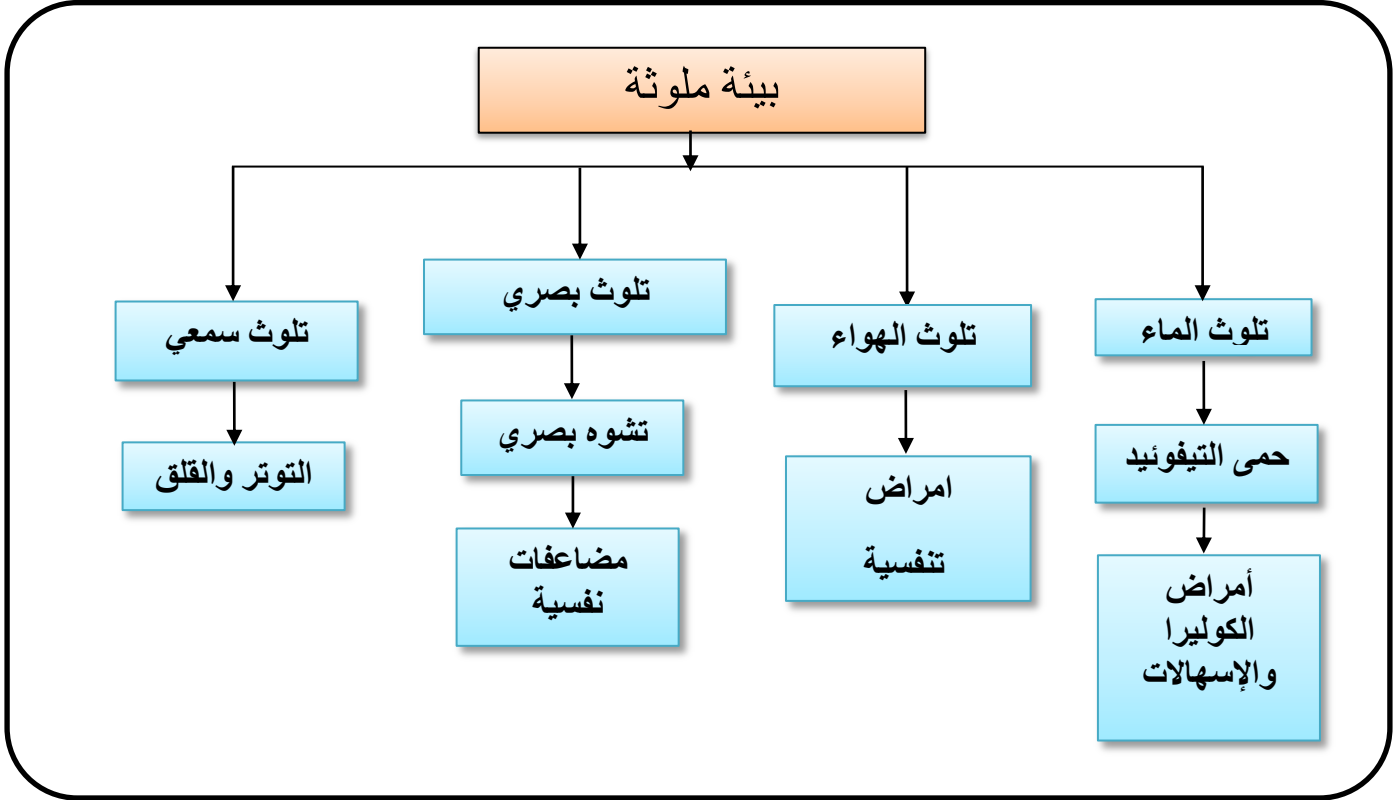 بيئة ملوثة
تلوث الماء
تلوث الهواء
تلوث بصري
تلوث سمعي
حمى التيفوئيد
امراض
تنفسية
تشوه بصري
التوتر والقلق
أمراض
الكوليرا
والإسهالات
مضاعفات
نفسية